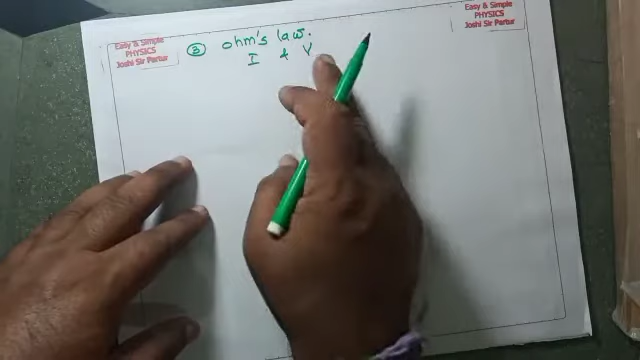 Easy & Simple
PHYSICS
Joshi Sir Partur
Easy & Simple
PHYSICS
Joshi Sir Partur
② ohm's law.
I & V